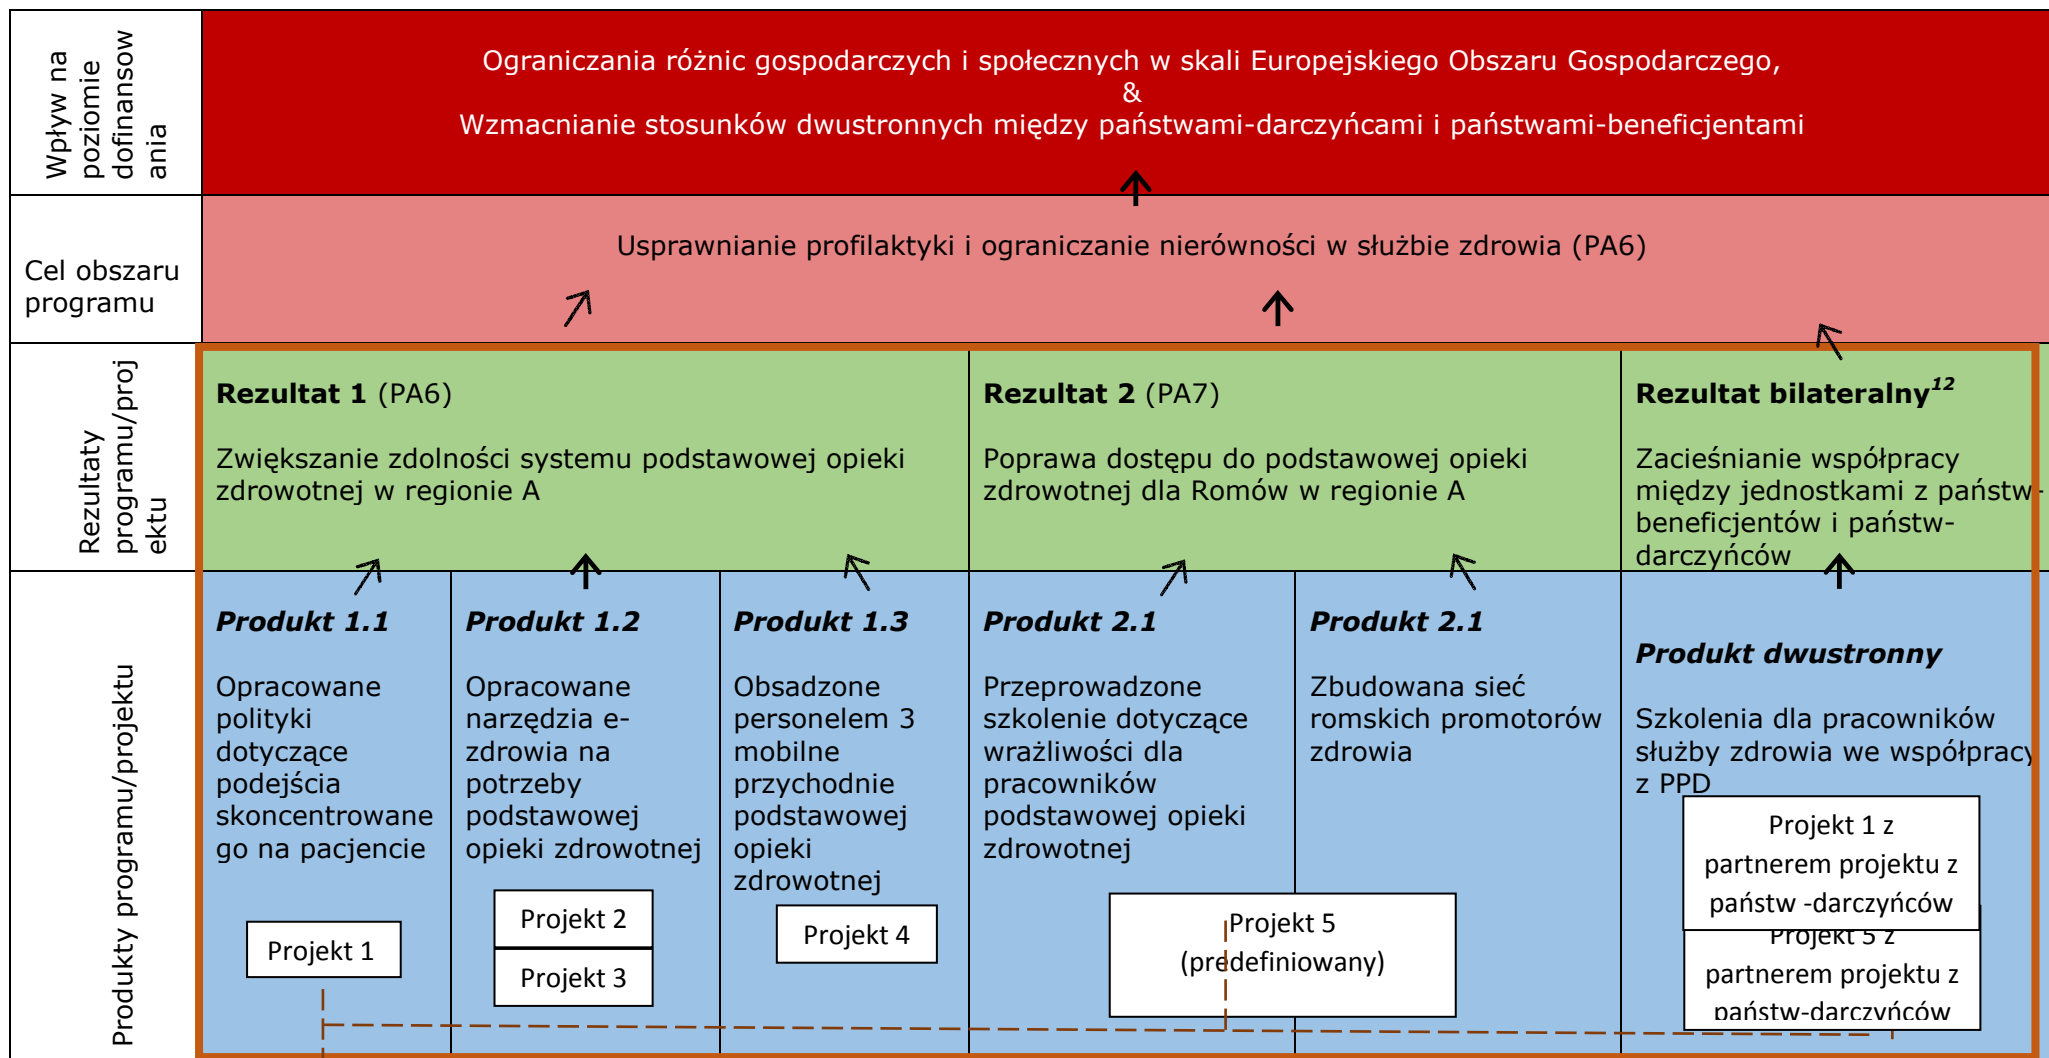 Wpływ na
poziomie
dofinansow
ania
Ograniczania różnic gospodarczych i społecznych w skali Europejskiego Obszaru Gospodarczego,
&
Wzmacnianie stosunków dwustronnych między państwami-darczyńcami i państwami-beneficjentami
Cel obszaru
programu
Usprawnianie profilaktyki i ograniczanie nierówności w służbie zdrowia (PA6)
Rezultaty
programu/proj
ektu
Rezultat 1 (PA6)
Zwiększanie zdolności systemu podstawowej opieki
zdrowotnej w regionie A
Rezultat 2 (PA7)
Poprawa dostępu do podstawowej opieki
zdrowotnej dla Romów w regionie A
Rezultat bilateralny12
Zacieśnianie współpracy
między jednostkami z państw-
beneficjentów i państw-
darczyńców
Produkty programu/projektu
Produkt 1.1
Opracowane
polityki
dotyczące
podejścia
skoncentrowane
go na pacjencie
Projekt 1
Produkt 1.2
Opracowane
narzędzia e-
zdrowia na
potrzeby
podstawowej
opieki zdrowotnej
Projekt 2
Projekt 3
Produkt 1.3
Obsadzone
personelem 3
mobilne
przychodnie
podstawowej
opieki
zdrowotnej
Projekt 4
Produkt 2.1
Przeprowadzone
szkolenie dotyczące
wrażliwości dla
pracowników
podstawowej opieki
zdrowotnej
Produkt 2.1
Zbudowana sieć
romskich promotorów
zdrowia
Projekt 5
(predefiniowany)
Produkt dwustronny
Szkolenia dla pracowników
służby zdrowia we współpracy
z PPD
Projekt 1 z
partnerem projektu z
państw -darczyńców
Projekt 5 z
partnerem projektu z
państw-darczyńców